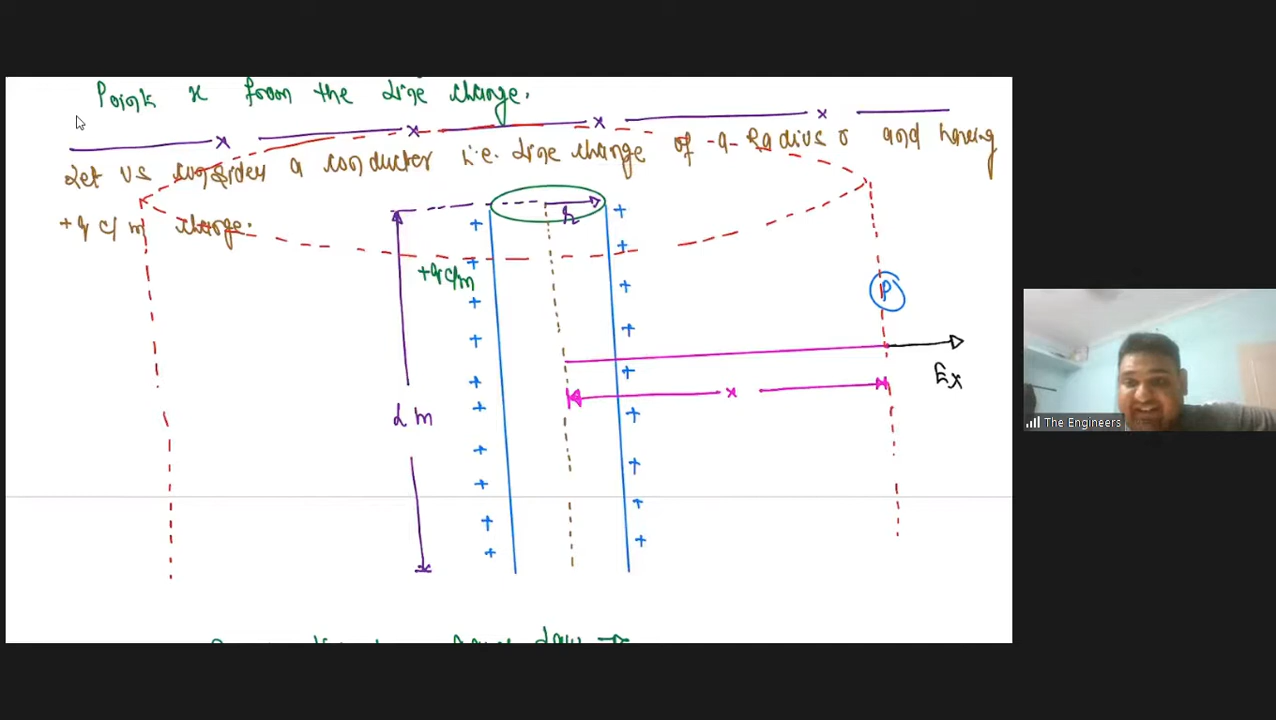 Point x from the Line charge.
Let us consider a conductor i.e. Line charge of -a- Radius r and having
+q c/m charge.
r
+q c/m
P
Ex
x
L m
The Engineers